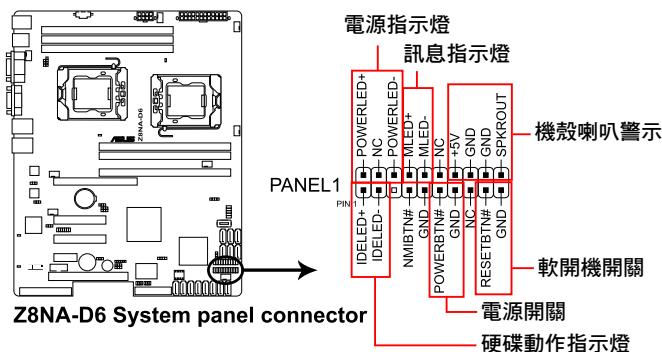 電源指示燈
訊息指示燈
POWERLED+
NC
POWERLED-
MLED+
MLED-
NC
+5V
GND
GND
SPKROUT
機殼喇叭警示
PANEL1
PIN 1
IDELED+
IDELED-
NMIBTN#
GND
POWERBTN#
GND
NC
RESETBTN#
GND
軟開機開關
電源開關
硬碟動作指示燈
ASUS
Z8NA-D6
Z8NA-D6 System panel connector